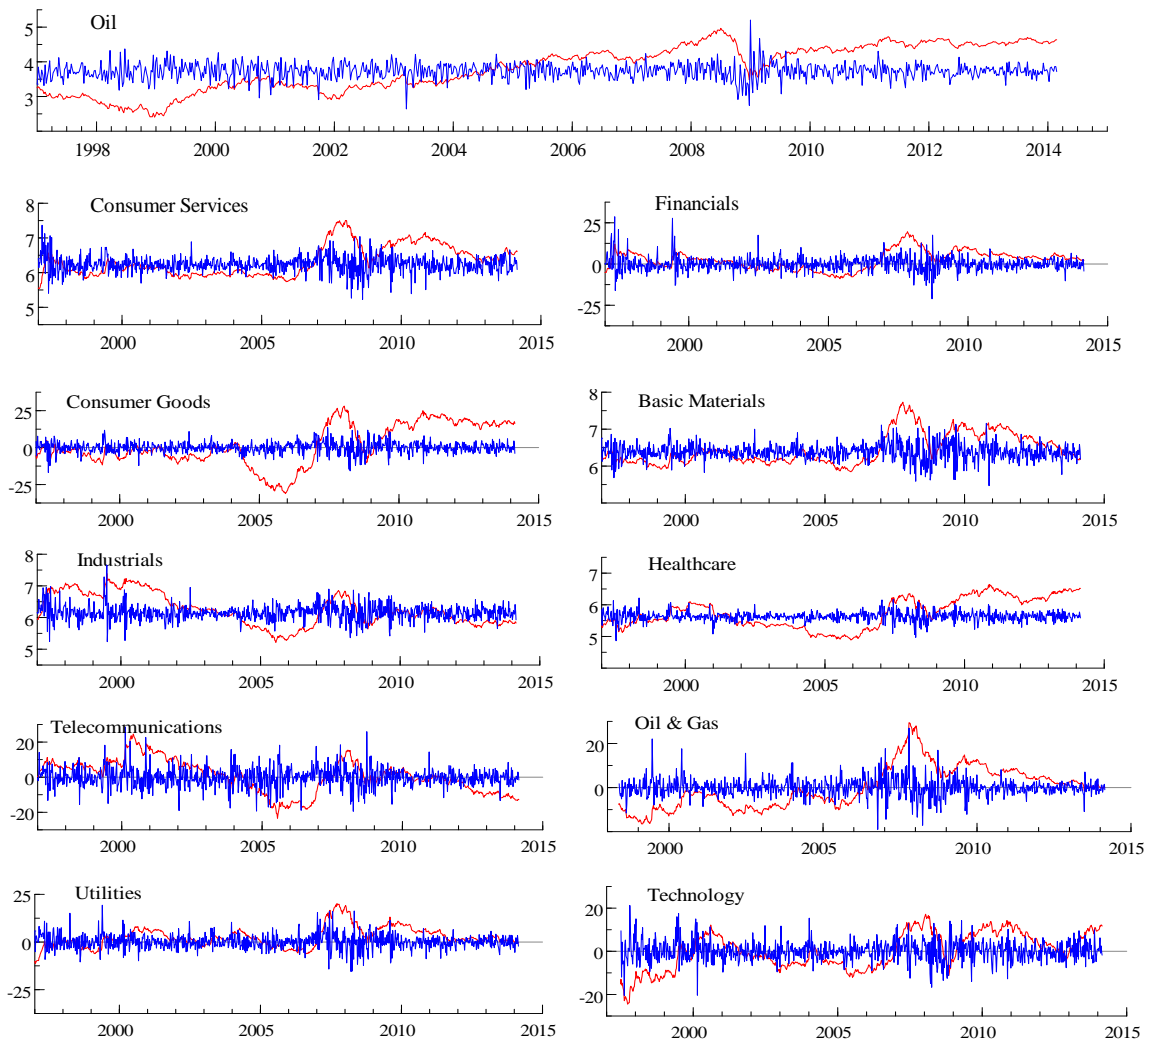 Oil
5
4
3
1998 2000 2002 2004 2006 2008 2010 2012 2014
Consumer Services
8
7
6
5
2000 2005 2010 2015
Financials
25
0
-25
2000 2005 2010 2015
Consumer Goods
25
0
-25
2000 2005 2010 2015
Basic Materials
8
7
6
2000 2005 2010 2015
Industrials
8
7
6
5
2000 2005 2010 2015
Healthcare
7
6
5
2000 2005 2010 2015
Telecommunications
20
0
-20
2000 2005 2010 2015
Oil & Gas
20
0
2000 2005 2010 2015
Utilities
25
0
-25
2000 2005 2010 2015
Technology
20
0
-20
2000 2005 2010 2015